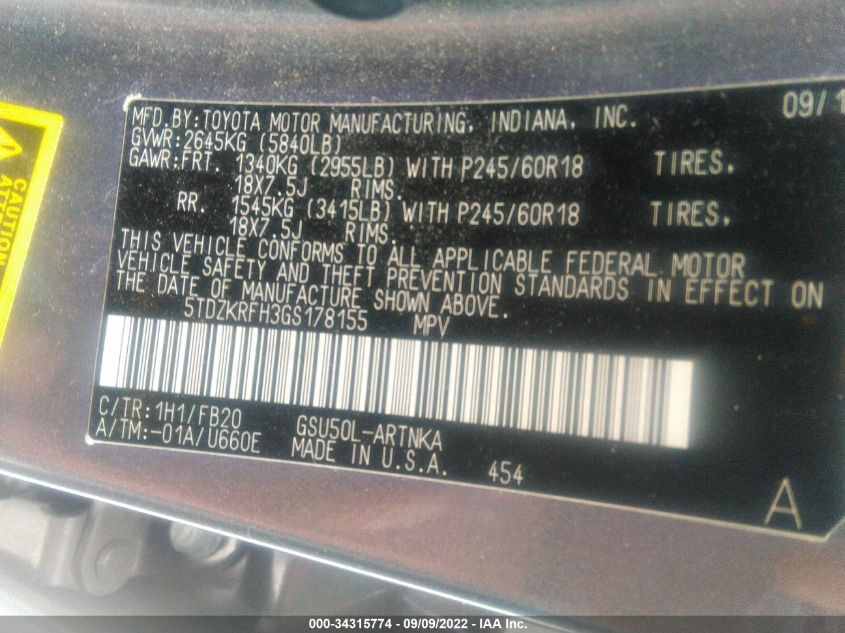 MFD.BY:TOYOTA MOTOR MANUFACTURING, INDIANA, INC. 09/1
GVWR:2645KG (5840LB)
GAWR:FRT. 1340KG (2955LB) WITH P245/60R18 TIRES.
18X7.5J RIMS.
RR. 1545KG (3415LB) WITH P245/60R18 TIRES.
18X7.5J RIMS.
THIS VEHICLE CONFORMS TO ALL APPLICABLE FEDERAL MOTOR
VEHICLE SAFETY AND THEFT PREVENTION STANDARDS IN EFFECT ON
THE DATE OF MANUFACTURE SHOWN ABOVE.
5TDZKRFH3GS178155 MPV
C/TR:1H1/FB20 GSU50L-ARTNKA
A/TM:-01A/U660E MADE IN U.S.A. 454
A
CAUTION
ATTENTION
000-34315774 - 09/09/2022 - IAA Inc.